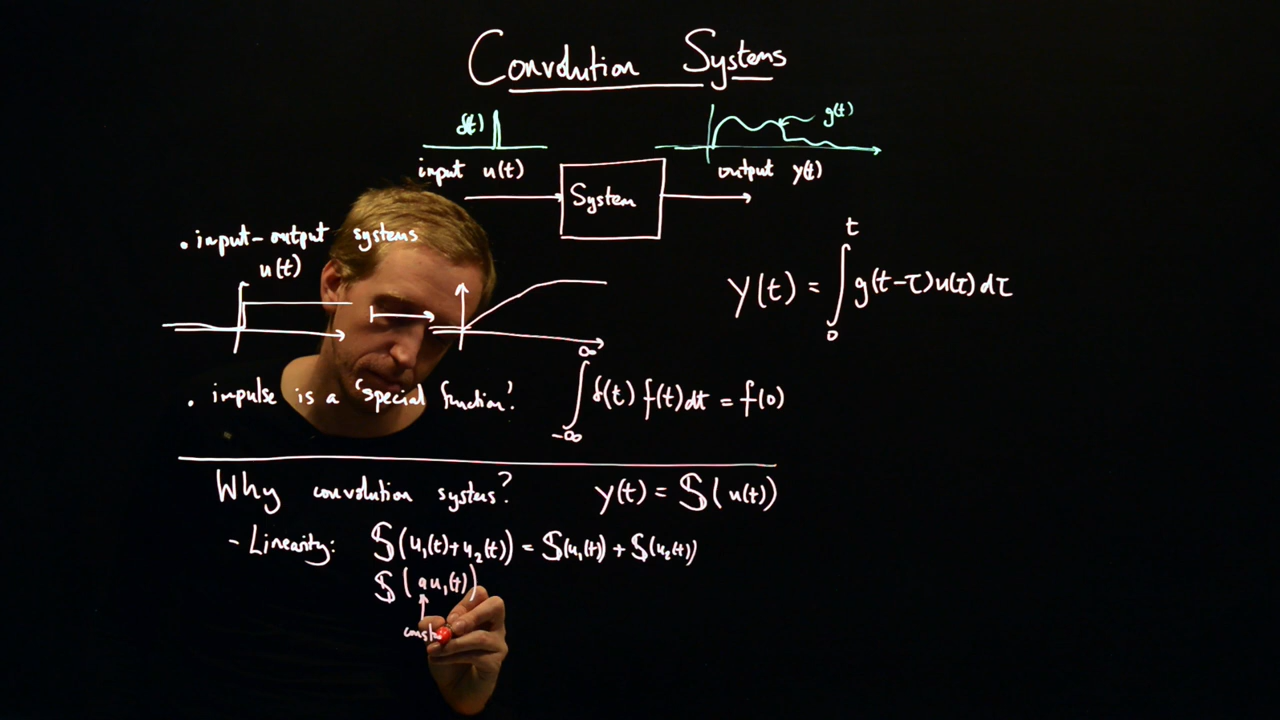 Convolution Systems
δ(t)
g(t)
input u(t)
System
output y(t)
• input-output systems
u(t)
y(t) = ∫₀ᵗ g(t-τ)u(τ)dτ
• impulse is a 'special function'. ∫₋∞^∞ δ(t) f(t)dt = f(0)
Why convolution systems? y(t) = 𝕊(u(t))
- Linearity: 𝕊(u₁(t)+u₂(t)) = 𝕊(u₁(t)) + 𝕊(u₂(t))
𝕊(au₁(t))
const